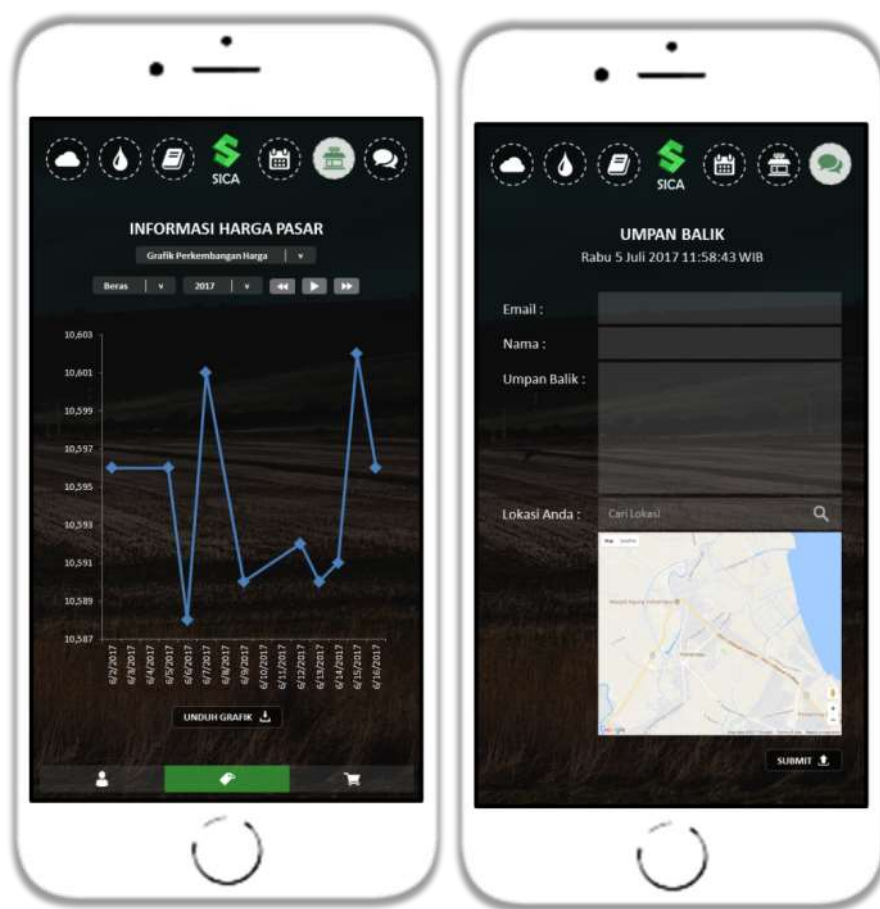 SICA
INFORMASI HARGA PASAR
Grafik Perkembangan Harga v
Beras v 2017 v
10,603
10,601
10,599
10,597
10,595
10,593
10,591
10,589
10,587
6/2/2017
6/3/2017
6/4/2017
6/5/2017
6/6/2017
6/7/2017
6/8/2017
6/9/2017
6/10/2017
6/11/2017
6/12/2017
6/13/2017
6/14/2017
6/15/2017
6/16/2017
UNDUH GRAFIK
SICA
UMPAN BALIK
Rabu 5 Juli 2017 11:58:43 WIB
Email :
Nama :
Umpan Balik :
Lokasi Anda : Cari Lokasi
Map
Google
SUBMIT